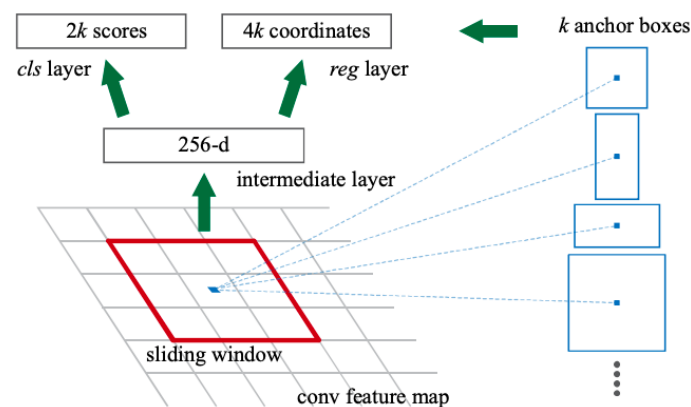 2k scores
4k coordinates
k anchor boxes
cls layer
reg layer
256-d
intermediate layer
sliding window
conv feature map